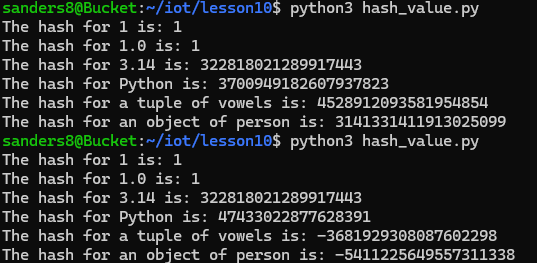 sanders8@Bucket:~/iot/lesson10$ python3 hash_value.py
The hash for 1 is: 1
The hash for 1.0 is: 1
The hash for 3.14 is: 322818021289917443
The hash for Python is: 3700949182607937823
The hash for a tuple of vowels is: 4528912093581954854
The hash for an object of person is: 3141331411913025099
sanders8@Bucket:~/iot/lesson10$ python3 hash_value.py
The hash for 1 is: 1
The hash for 1.0 is: 1
The hash for 3.14 is: 322818021289917443
The hash for Python is: 47433022877628391
The hash for a tuple of vowels is: -3681929308087602298
The hash for an object of person is: -5411225649557311338